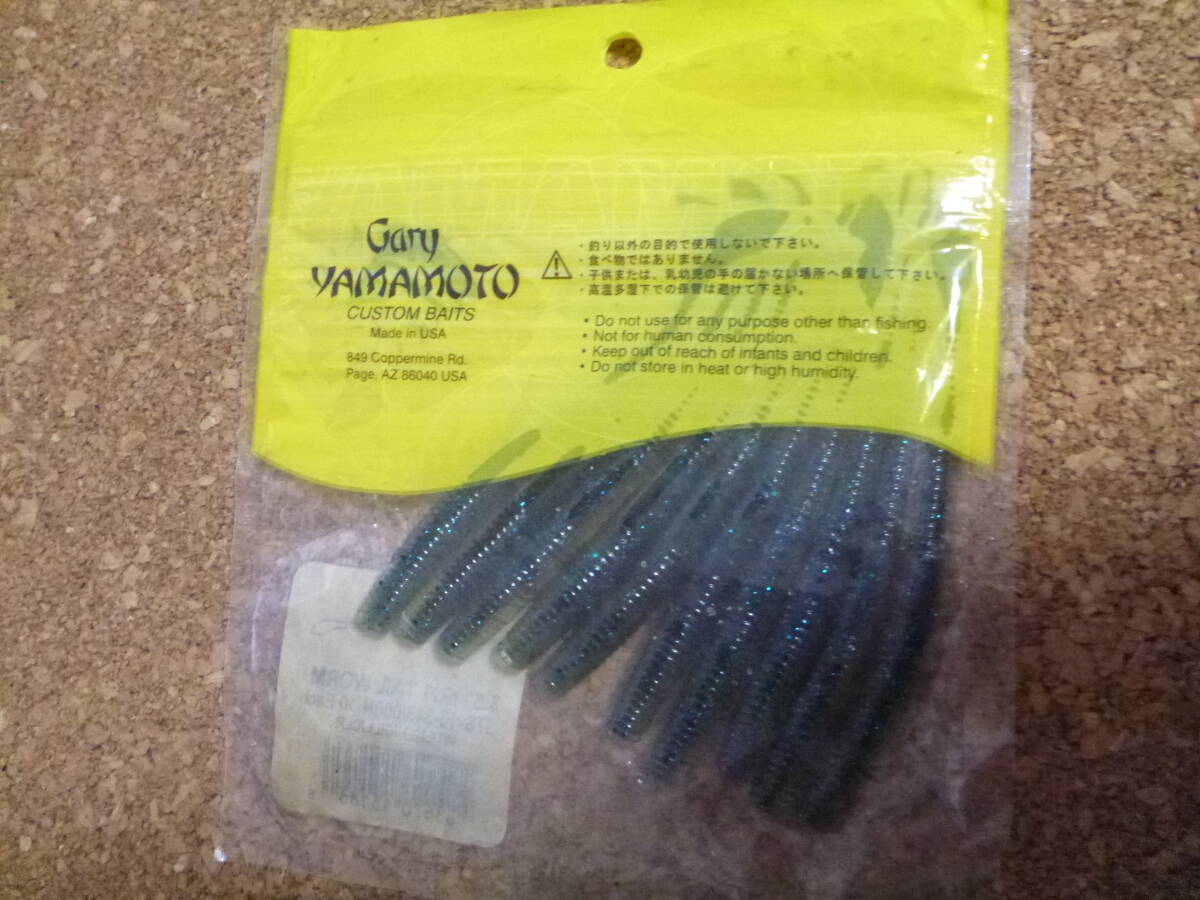 Gary
YAMAMOTO
CUSTOM BAITS
Made in USA
849 Coppermine Rd.
Page, AZ 86040 USA
・釣り以外の目的で使用しないで下さい。
・食べ物ではありません。
・子供または、乳幼児の手の届かない場所へ保管して下さい。
・高温多湿下での保管は避けて下さい。
• Do not use for any purpose other than fishing.
• Not for human consumption.
• Keep out of reach of infants and children.
• Do not store in heat or high humidity.
TAIL WORM